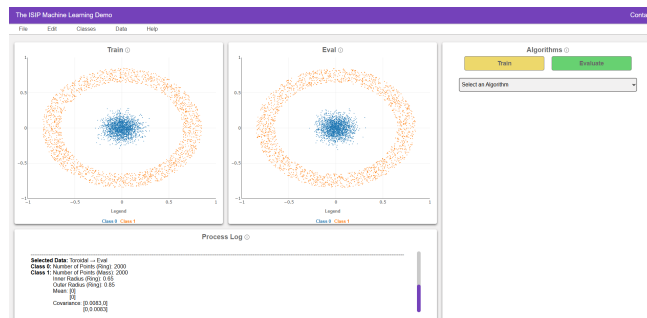 The ISIP Machine Learning Demo
Conta
File Edit Classes Data Help
Train ⓘ
1
0.5
0
−0.5
−1
−1 −0.5 0 0.5 1
Legend
Class 0 Class 1
Eval ⓘ
1
0.5
0
−0.5
−1
−1 −0.5 0 0.5 1
Legend
Class 0 Class 1
Algorithms ⓘ
Train Evaluate
Select an Algorithm
Process Log ⓘ
Selected Data: Toroidal → Eval
Class 0: Number of Points (Ring): 2000
Class 1: Number of Points (Mass): 2000
Inner Radius (Ring): 0.65
Outer Radius (Ring): 0.85
Mean: [0]
[0]
Covariance: [0.0083,0]
[0,0.0083]